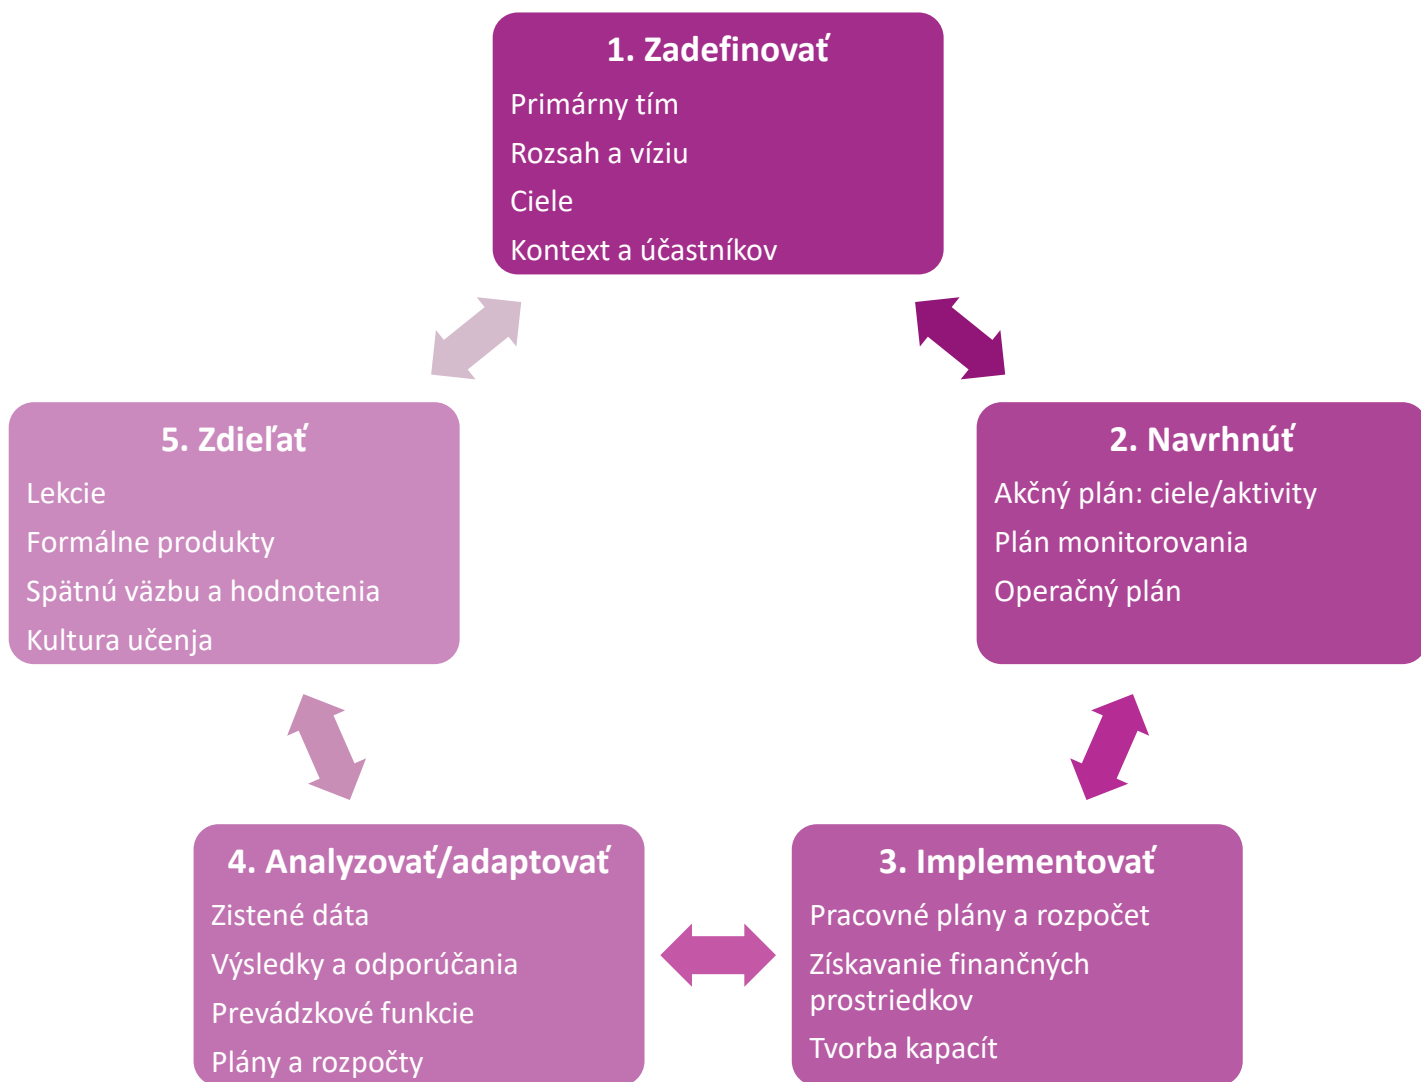 1. Zadefinovať
Primárny tím
Rozsah a víziu
Ciele
Kontext a účastníkov
2. Navrhnúť
Akčný plán: ciele/aktivity
Plán monitorovania
Operačný plán
3. Implementovať
Pracovné plány a rozpočet
Získavanie finančných
prostriedkov
Tvorba kapacít
4. Analyzovať/adaptovať
Zistené dáta
Výsledky a odporúčania
Prevádzkové funkcie
Plány a rozpočty
5. Zdieľať
Lekcie
Formálne produkty
Spätnú väzbu a hodnotenia
Kultura učenja